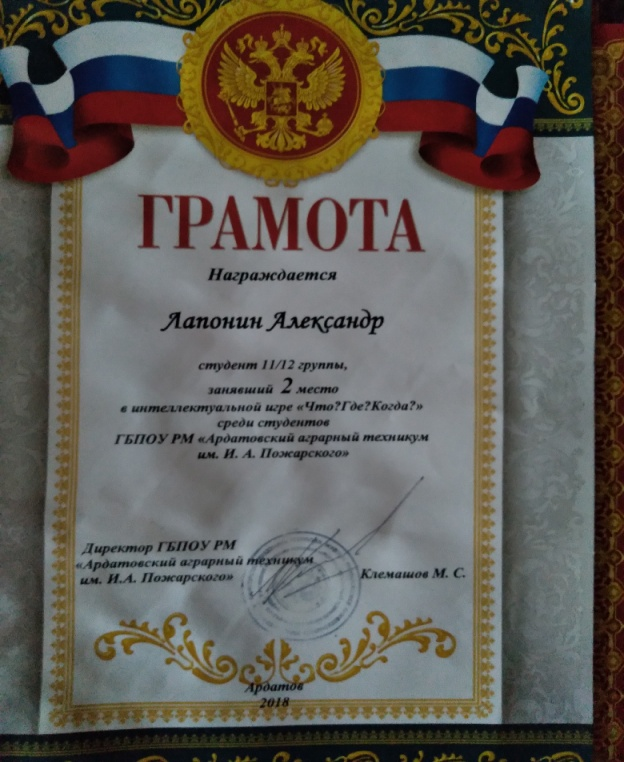 ГРАМОТА
Награждается
Лапонин Александр
студент 11/12 группы,
занявший 2 место
в интеллектуальной игре «Что?Где?Когда?»
среди студентов
ГБПОУ РМ «Ардатовский аграрный техникум
им. И. А. Пожарского»
Директор ГБПОУ РМ
«Ардатовский аграрный техникум
им. И.А. Пожарского»
Клемашов М. С.
Ардатов
2018